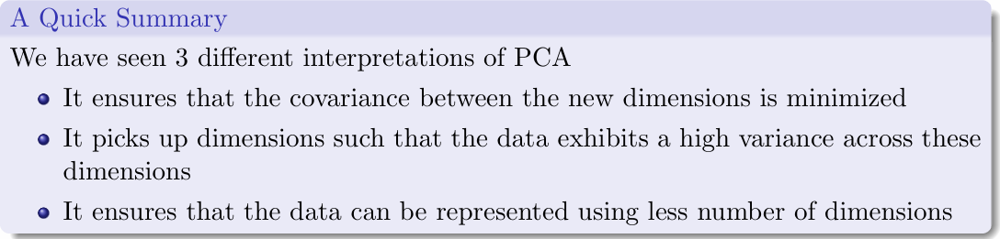 A Quick Summary
We have seen 3 different interpretations of PCA
It ensures that the covariance between the new dimensions is minimized
It picks up dimensions such that the data exhibits a high variance across these
dimensions
It ensures that the data can be represented using less number of dimensions